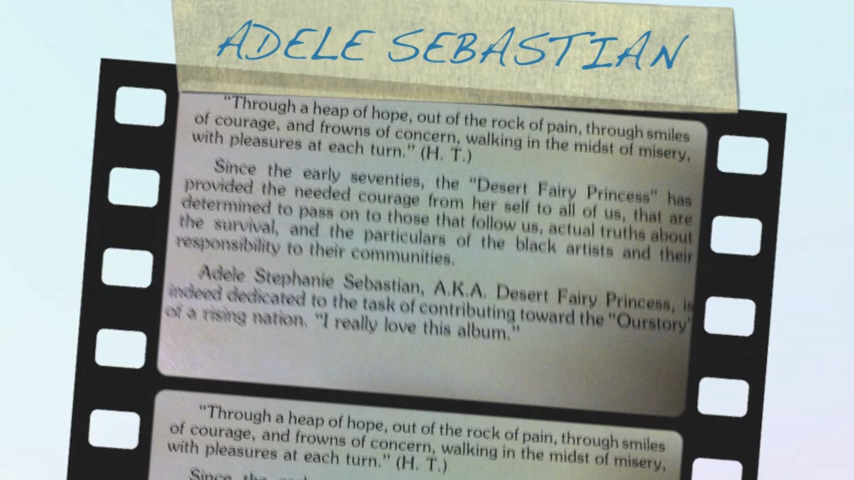 ADELE SEBASTIAN
"Through a heap of hope, out of the rock of pain, through smiles
of courage, and frowns of concern, walking in the midst of misery,
with pleasures at each turn." (H. T.)
Since the early seventies, the "Desert Fairy Princess" has
provided the needed courage from her self to all of us, that are
determined to pass on to those that follow us, actual truths about
the survival, and the particulars of the black artists and their
responsibility to their communities.
Adele Stephanie Sebastian, A.K.A. Desert Fairy Princess, is
indeed dedicated to the task of contributing toward the "Ourstory"
of a rising nation. "I really love this album."
"Through a heap of hope, out of the rock of pain, through smiles
of courage, and frowns of concern, walking in the midst of misery,
with pleasures at each turn." (H. T.)
Since the